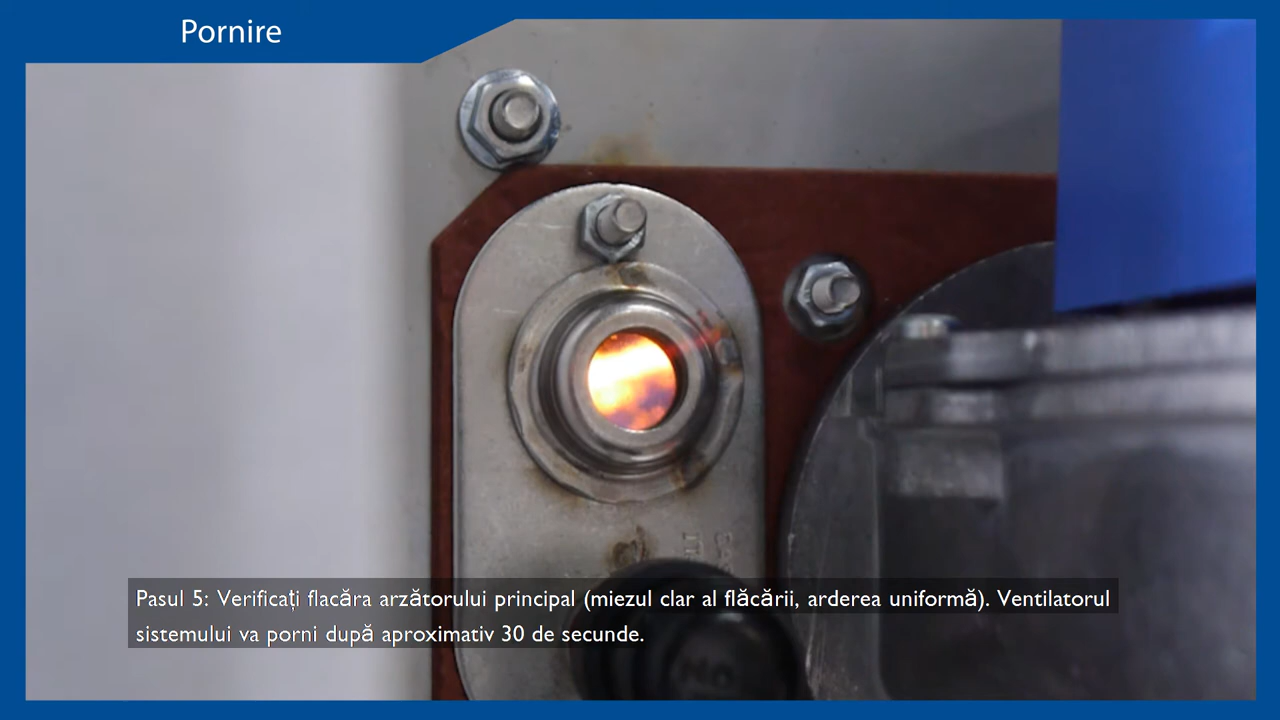 Pornire
Pasul 5: Verificați flacăra arzătorului principal (miezul clar al flăcării, arderea uniformă). Ventilatorul
sistemului va porni după aproximativ 30 de secunde.